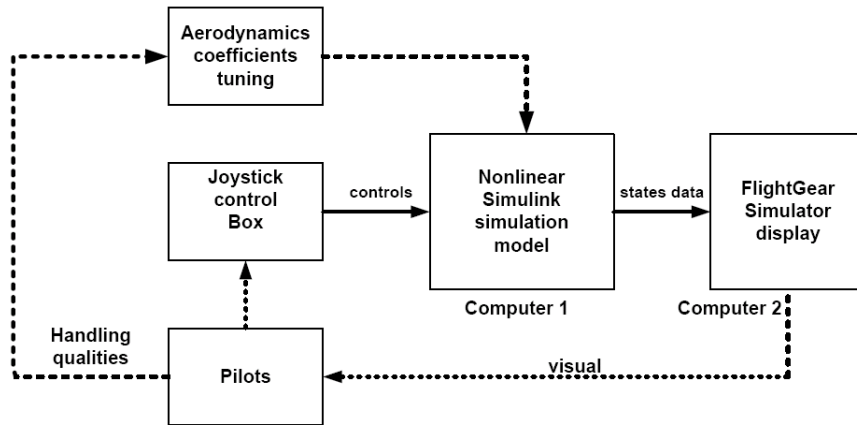 Aerodynamics
coefficients
tuning
Joystick
control
Box
controls
Nonlinear
Simulink
simulation
model
states data
FlightGear
Simulator
display
Computer 1
Computer 2
Handling
qualities
Pilots
visual